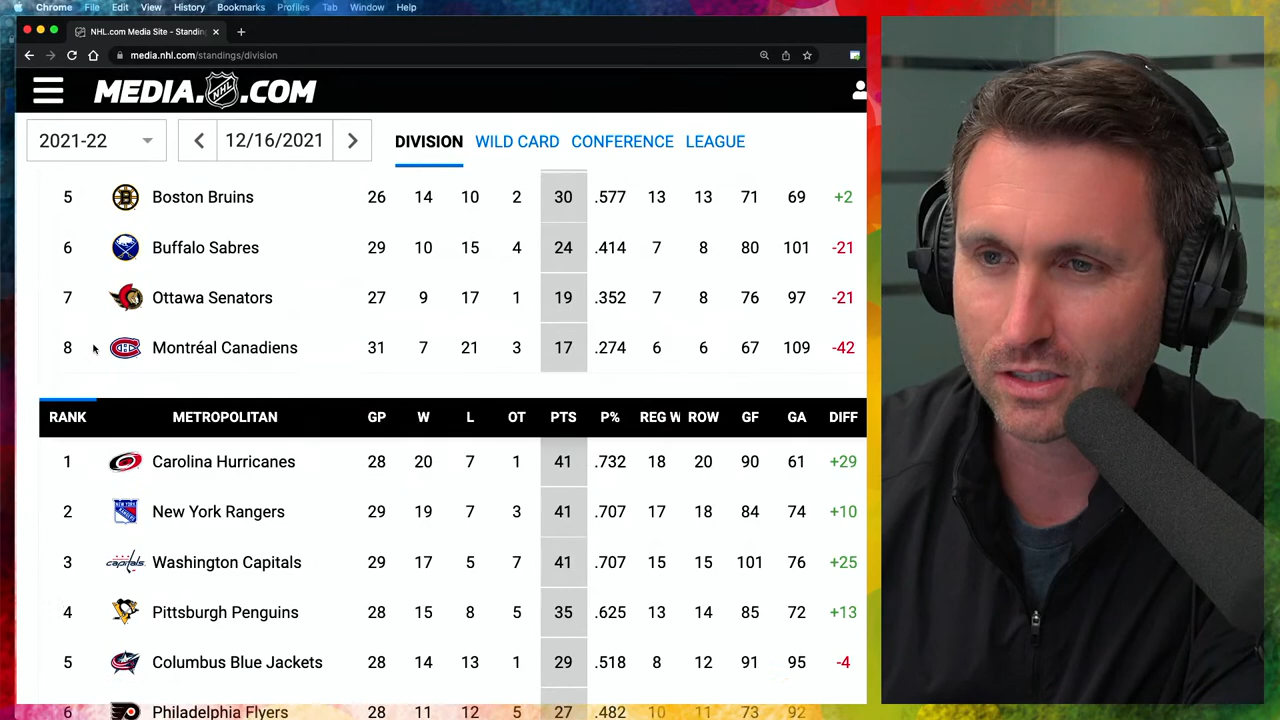 Chrome File Edit View History Bookmarks Profiles Tab Window Help
NHL.com Media Site - Standin
media.nhl.com/standings/division
MEDIA.NHL.COM
2021-22 12/16/2021 DIVISION WILD CARD CONFERENCE LEAGUE
5 Boston Bruins 26 14 10 2 30 .577 13 13 71 69 +2
6 Buffalo Sabres 29 10 15 4 24 .414 7 8 80 101 -21
7 Ottawa Senators 27 9 17 1 19 .352 7 8 76 97 -21
8 Montréal Canadiens 31 7 21 3 17 .274 6 6 67 109 -42
RANK METROPOLITAN GP W L OT PTS P% REG W ROW GF GA DIFF
1 Carolina Hurricanes 28 20 7 1 41 .732 18 20 90 61 +29
2 New York Rangers 29 19 7 3 41 .707 17 18 84 74 +10
3 Washington Capitals 29 17 5 7 41 .707 15 15 101 76 +25
4 Pittsburgh Penguins 28 15 8 5 35 .625 13 14 85 72 +13
5 Columbus Blue Jackets 28 14 13 1 29 .518 8 12 91 95 -4
6 Philadelphia Flyers 28 11 12 5 27 .482 10 11 73 92